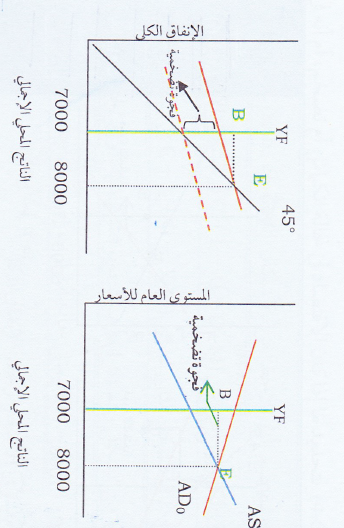 الإنفاق الكلي
فجوة تضخمية
B
YF
E
45°
7000
8000
الناتج المحلي الإجمالي
المستوى العام للأسعار
فجوة تضخمية
B
YF
E
AS
AD₀
7000
8000
الناتج المحلي الإجمالي